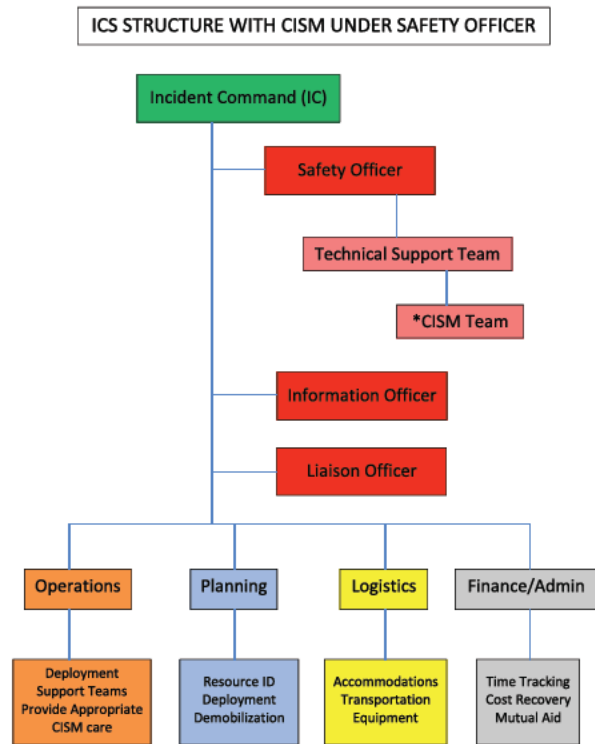 ICS STRUCTURE WITH CISM UNDER SAFETY OFFICER
Incident Command (IC)
Safety Officer
Technical Support Team
*CISM Team
Information Officer
Liaison Officer
Operations
Planning
Logistics
Finance/Admin
Deployment
Support Teams
Provide Appropriate
CISM care
Resource ID
Deployment
Demobilization
Accommodations
Transportation
Equipment
Time Tracking
Cost Recovery
Mutual Aid